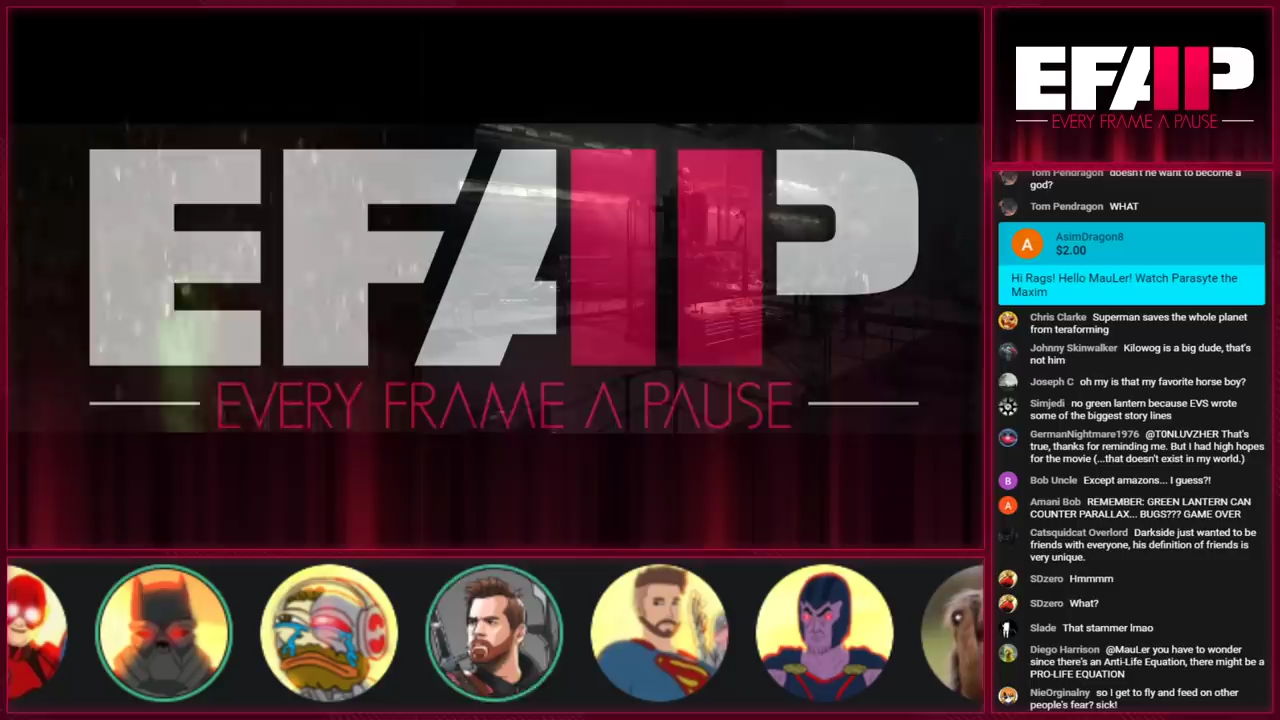 EFAP
EVERY FRAME A PAUSE
EFAP
EVERY FRAME A PAUSE
Tom Pendragon doesn't he want to become a
god?
Tom Pendragon WHAT
A
AsimDragon8
$2.00
Hi Rags! Hello MauLer! Watch Parasyte the
Maxim
Chris Clarke Superman saves the whole planet
from teraforming
Johnny Skinwalker Kilowog is a big dude, that's
not him
Joseph C oh my is that my favorite horse boy?
Simjedi no green lantern because EVS wrote
some of the biggest story lines
GermanNightmare1976 @T0NLUVZHER That's
true, thanks for reminding me. But I had high hopes
for the movie (...that doesn't exist in my world.)
B
Bob Uncle Except amazons... I guess?!
A
Amani Bob REMEMBER: GREEN LANTERN CAN
COUNTER PARALLAX... BUGS??? GAME OVER
Catsquidcat Overlord Darkside just wanted to be
friends with everyone, his definition of friends is
very unique.
SDzero Hmmmm
SDzero What?
Slade That stammer lmao
Diego Harrison @MauLer you have to wonder
since there's an Anti-Life Equation, there might be a
PRO-LIFE EQUATION
NieOrginalny so I get to fly and feed on other
people's fear? sick!